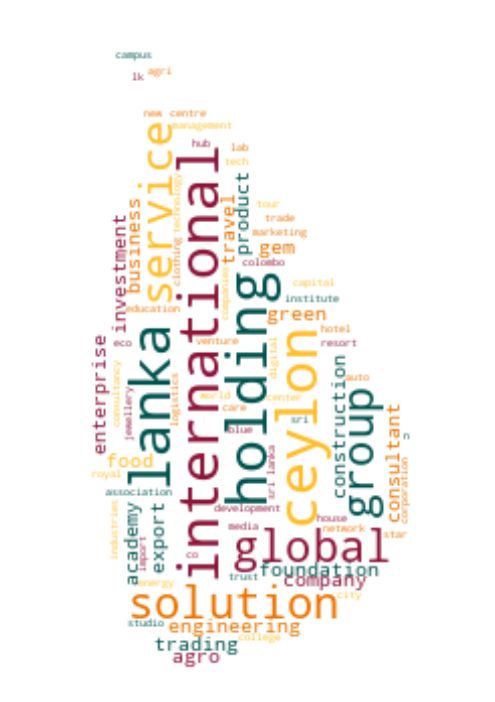 campus
lk agri
new centre
management
service
hub
lab
tech
international
technology
clothing
product
travel
tour
trade
marketing
gem
colombo
business
investment
education
companies
holding
capital
institute
green
hotel
resort
eco
enterprise
lanka
venture
digital
ceylon
consultancy
jewellery
logistics
world
care
center
blue
sri
construction
auto
group
consultant
n
corporation
food
royal
sri lanka
association
academy
export
industries
import
development
media
house
network
star
co
global
foundation
company
trust
energy
city
solution
studio
engineering
college
trading
agro